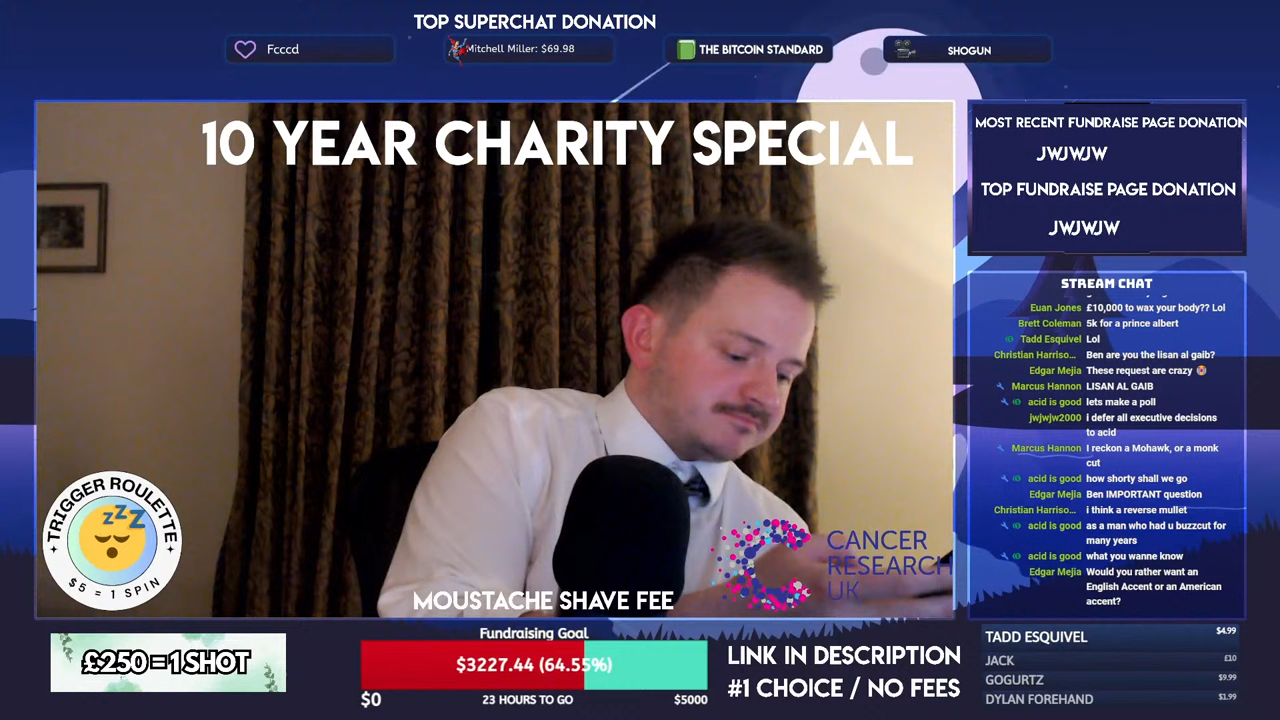 TOP SUPERCHAT DONATION
Fcccd
Mitchell Miller: $69.98
THE BITCOIN STANDARD
SHOGUN
10 YEAR CHARITY SPECIAL
MOST RECENT FUNDRAISE PAGE DONATION
JWJWJW
TOP FUNDRAISE PAGE DONATION
JWJWJW
STREAM CHAT
Euan Jones £10,000 to wax your body?? Lol
Brett Coleman 5k for a prince albert
Tadd Esquivel Lol
Christian Harriso... Ben are you the lisan al gaib?
Edgar Mejia These request are crazy
Marcus Hannon LISAN AL GAIB
acid is good lets make a poll
jwjwjw2000 i defer all executive decisions
to acid
Marcus Hannon I reckon a Mohawk, or a monk
cut
acid is good how shorty shall we go
Edgar Mejia Ben IMPORTANT question
Christian Harriso... i think a reverse mullet
acid is good as a man who had u buzzcut for
many years
acid is good what you wanne know
Edgar Mejia Would you rather want an
English Accent or an American
accent?
TRIGGER ROULETTE
zzz
$5 = 1 SPIN
CANCER
RESEARCH
UK
MOUSTACHE SHAVE FEE
£250 = 1 SHOT
Fundraising Goal
$3227.44 (64.55%)
$0
23 HOURS TO GO
$5000
LINK IN DESCRIPTION
#1 CHOICE / NO FEES
TADD ESQUIVEL $4.99
JACK £10
GOGURTZ $9.99
DYLAN FOREHAND $1.99